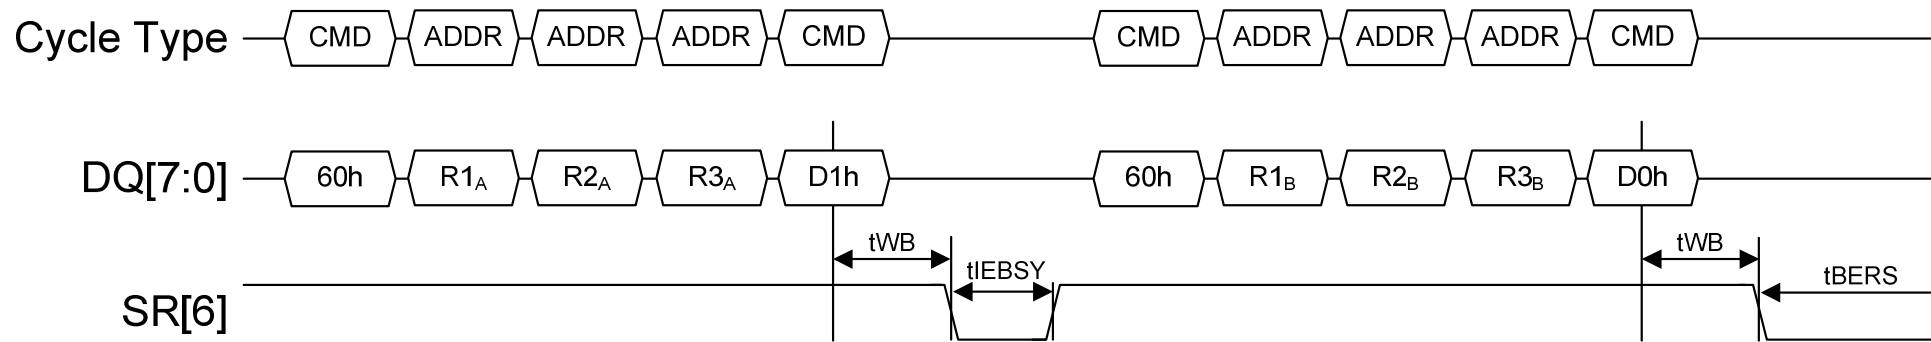 Cycle Type CMD ADDR ADDR ADDR CMD CMD ADDR ADDR ADDR CMD
DQ[7:0] 60h R1A R2A R3A D1h 60h R1B R2B R3B D0h
tWB tWB
tIEBSY tBERS
SR[6]